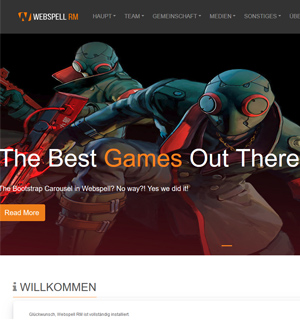 WEBSPELL RM
HAUPT TEAM GEMEINSCHAFT MEDIEN SONSTIGES ÜB
The Best Games Out There
The Bootstrap Carousel in Webspell? No way?! Yes we did it!
Read More
WILLKOMMEN
Glückwunsch, Webspell RM ist vollständig installiert.